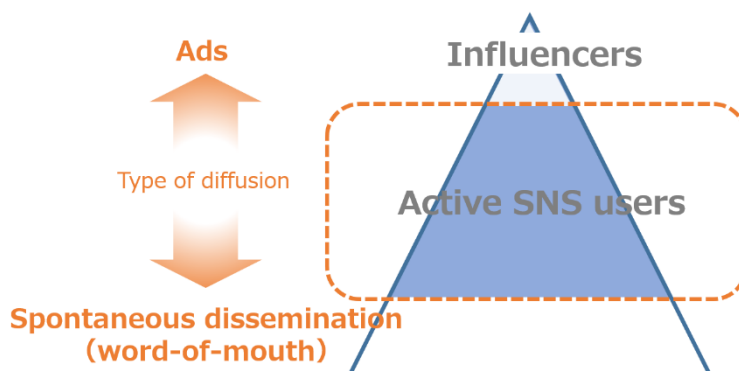 Ads
Influencers
Type of diffusion
Active SNS users
Spontaneous dissemination
(word-of-mouth)